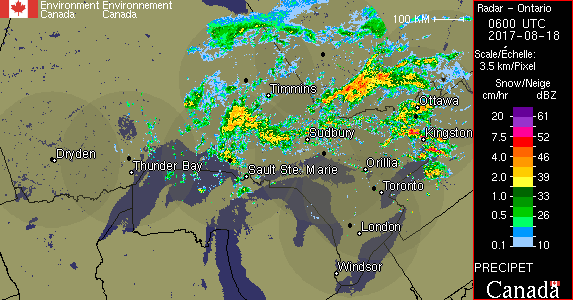 Environment Environnement
Canada Canada
100 KM
Timmins
Ottawa
Sudbury
Kingston
Dryden
Thunder Bay
Sault Ste. Marie
Orillia
Toronto
London
Windsor
Radar - Ontario
0600 UTC
2017-08-18
Scale/Échelle:
3.5 km/Pixel
Snow/Neige
cm/hr dBZ
20 61
7.5 52
4.0 46
2.0 39
1.0 33
0.5 26
0.1 10
PRECIPET
Canada